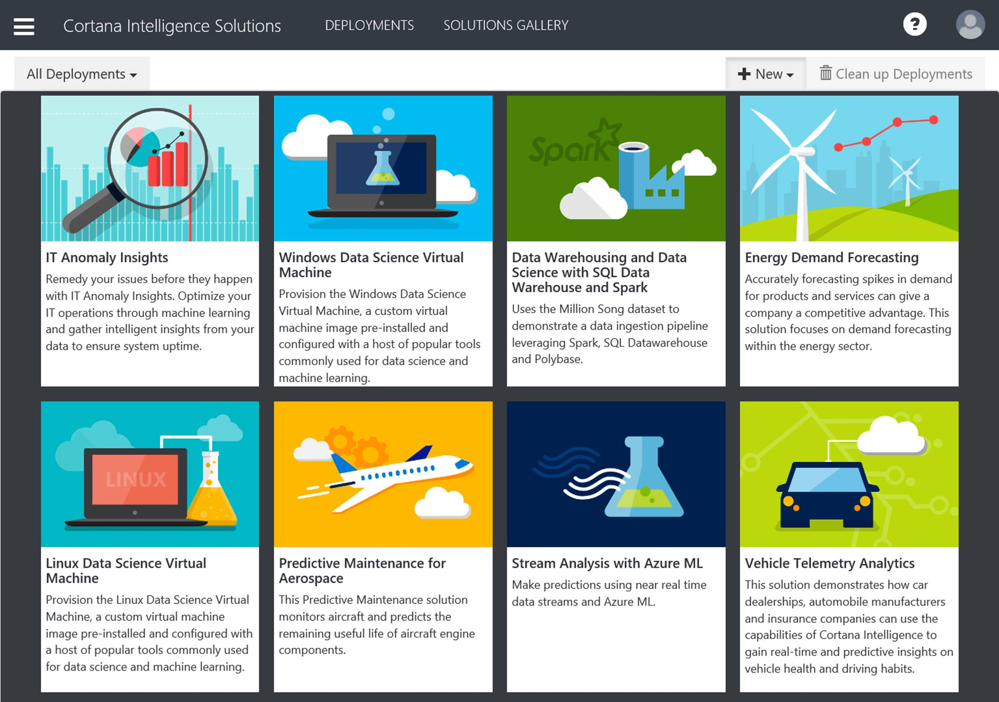 Cortana Intelligence Solutions DEPLOYMENTS SOLUTIONS GALLERY ?
All Deployments New Clean up Deployments
IT Anomaly Insights
Remedy your issues before they happen
with IT Anomaly Insights. Optimize your
IT operations through machine learning
and gather intelligent insights from your
data to ensure system uptime.
Windows Data Science Virtual
Machine
Provision the Windows Data Science
Virtual Machine, a custom virtual
machine image pre-installed and
configured with a host of popular tools
commonly used for data science and
machine learning.
Spark
Data Warehousing and Data
Science with SQL Data
Warehouse and Spark
Uses the Million Song dataset to
demonstrate a data ingestion pipeline
leveraging Spark, SQL Datawarehouse
and Polybase.
Energy Demand Forecasting
Accurately forecasting spikes in demand
for products and services can give a
company a competitive advantage. This
solution focuses on demand forecasting
within the energy sector.
LINUX
Linux Data Science Virtual
Machine
Provision the Linux Data Science Virtual
Machine, a custom virtual machine
image pre-installed and configured with
a host of popular tools commonly used
for data science and machine learning.
Predictive Maintenance for
Aerospace
This Predictive Maintenance solution
monitors aircraft and predicts the
remaining useful life of aircraft engine
components.
Stream Analysis with Azure ML
Make predictions using near real time
data streams and Azure ML.
Vehicle Telemetry Analytics
This solution demonstrates how car
dealerships, automobile manufacturers
and insurance companies can use the
capabilities of Cortana Intelligence to
gain real-time and predictive insights on
vehicle health and driving habits.